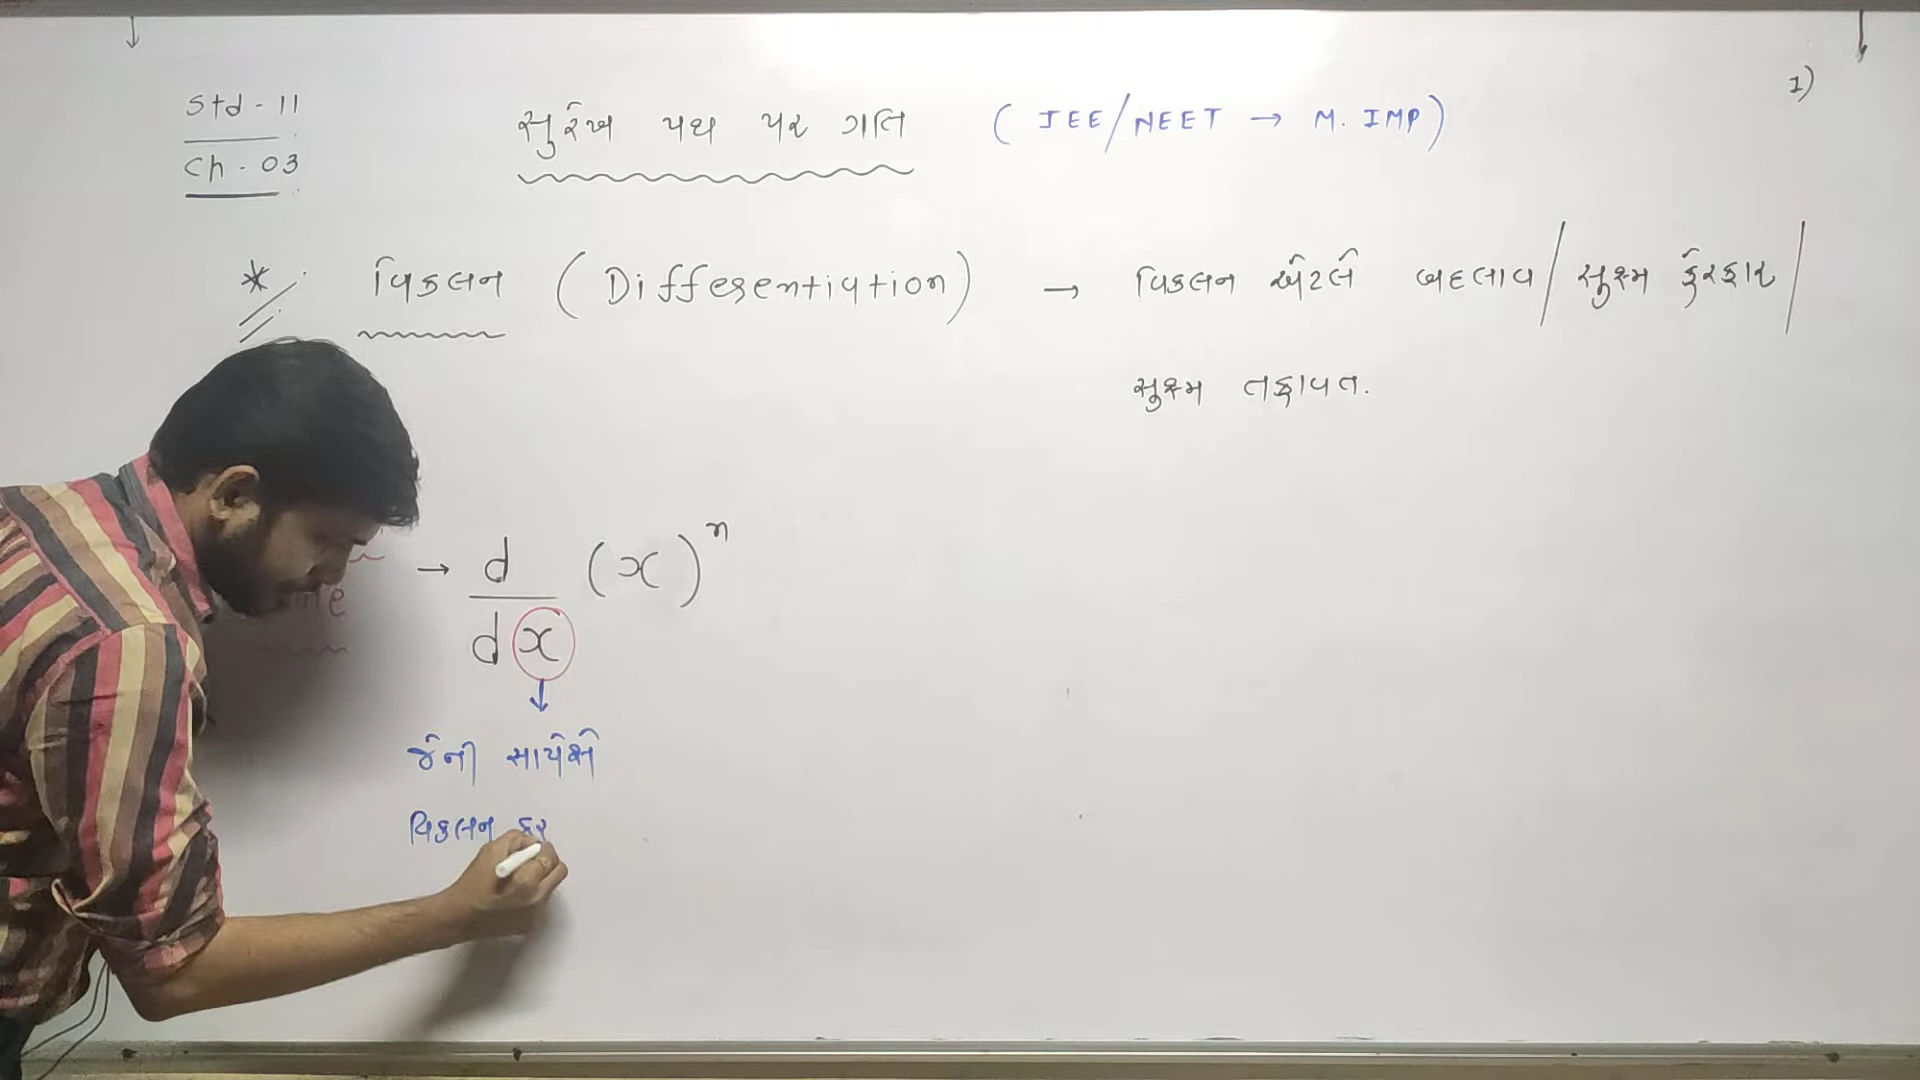 1)
Std - 11
Ch - 03
સુરેખ પથ પર ગતિ ( JEE/NEET → M. IMP)
* વિકલન (Differentiation) → વિકલન એટલે બદલાવ / સુક્ષ્મ ફેરફાર /
સુક્ષ્મ તફાવત.
→ d/dx (x)^n
↓
જેની સાપેક્ષે
વિકલન કર